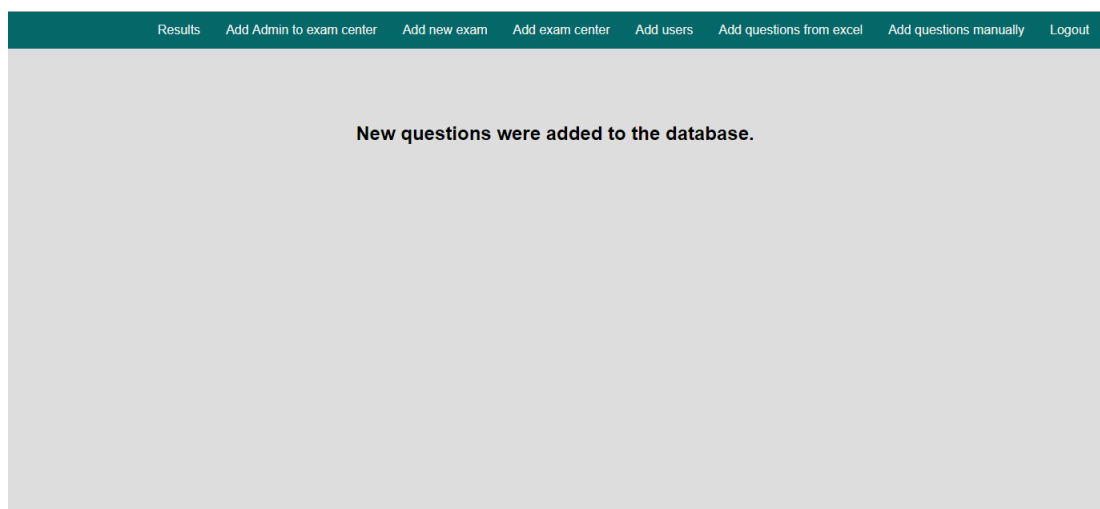 Results Add Admin to exam center Add new exam Add exam center Add users Add questions from excel Add questions manually Logout
New questions were added to the database.